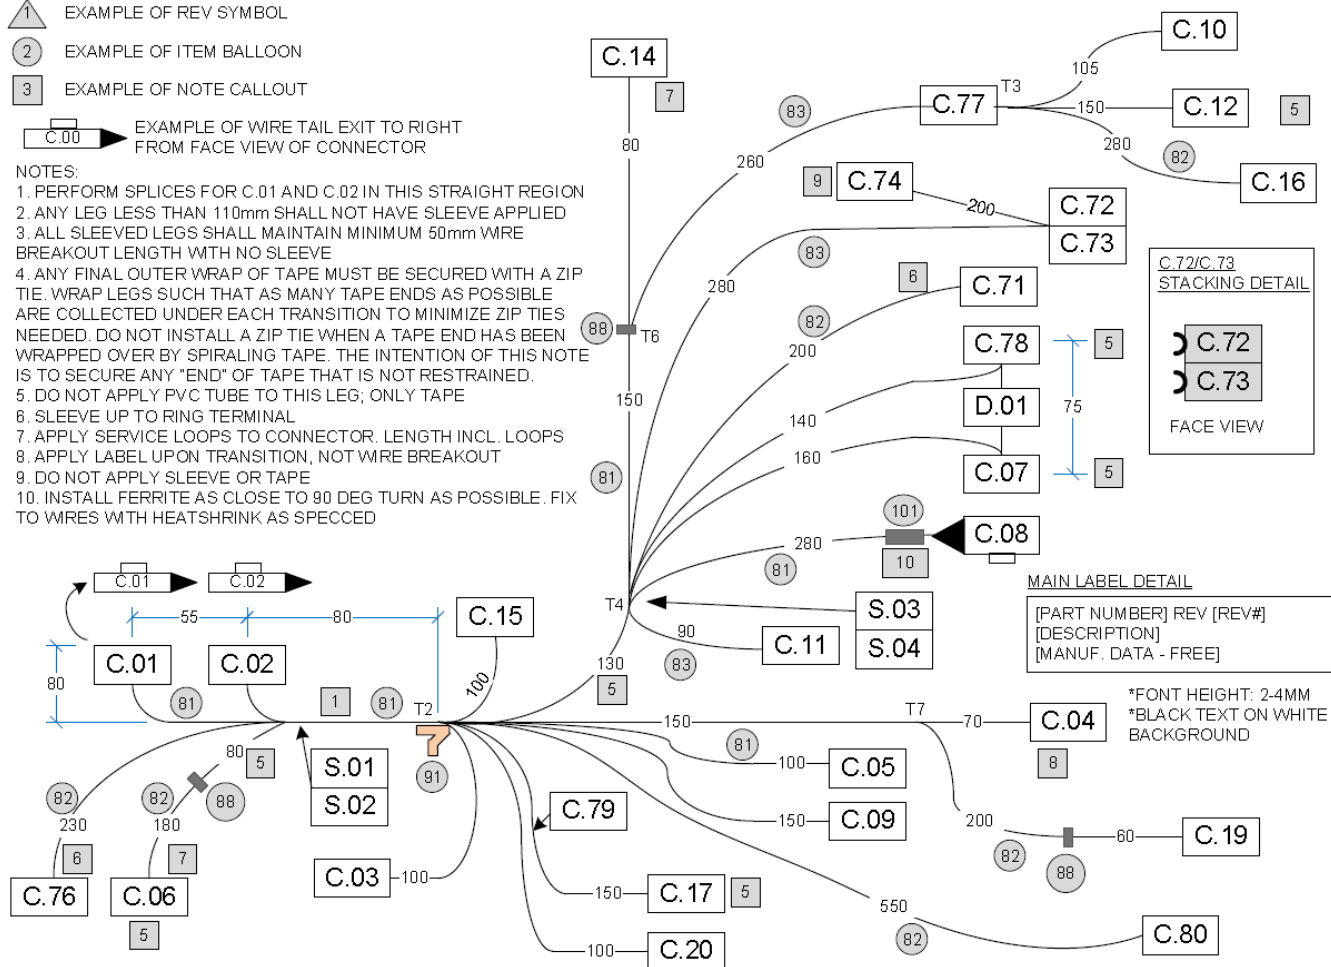 1 EXAMPLE OF REV SYMBOL
2 EXAMPLE OF ITEM BALLOON
3 EXAMPLE OF NOTE CALLOUT
C.00 EXAMPLE OF WIRE TAIL EXIT TO RIGHT
FROM FACE VIEW OF CONNECTOR
NOTES:
1. PERFORM SPLICES FOR C.01 AND C.02 IN THIS STRAIGHT REGION
2. ANY LEG LESS THAN 110mm SHALL NOT HAVE SLEEVE APPLIED
3. ALL SLEEVED LEGS SHALL MAINTAIN MINIMUM 50mm WIRE
BREAKOUT LENGTH WITH NO SLEEVE
4. ANY FINAL OUTER WRAP OF TAPE MUST BE SECURED WITH A ZIP
TIE. WRAP LEGS SUCH THAT AS MANY TAPE ENDS AS POSSIBLE
ARE COLLECTED UNDER EACH TRANSITION TO MINIMIZE ZIP TIES
NEEDED. DO NOT INSTALL A ZIP TIE WHEN A TAPE END HAS BEEN
WRAPPED OVER BY SPIRALING TAPE. THE INTENTION OF THIS NOTE
IS TO SECURE ANY "END" OF TAPE THAT IS NOT RESTRAINED.
5. DO NOT APPLY PVC TUBE TO THIS LEG; ONLY TAPE
6. SLEEVE UP TO RING TERMINAL
7. APPLY SERVICE LOOPS TO CONNECTOR. LENGTH INCL. LOOPS
8. APPLY LABEL UPON TRANSITION, NOT WIRE BREAKOUT
9. DO NOT APPLY SLEEVE OR TAPE
10. INSTALL FERRITE AS CLOSE TO 90 DEG TURN AS POSSIBLE. FIX
TO WIRES WITH HEATSHRINK AS SPECCED
C.14
7
80
88
T6
150
81
83
260
C.77
T3
105
C.10
150
C.12
5
280
82
C.16
9
C.74
200
C.72
C.73
83
280
6
C.71
82
200
C.78
5
140
D.01
75
160
C.07
5
101
280
10
C.08
81
T4
S.03
S.04
90
83
C.11
130
5
C.72/C.73
STACKING DETAIL
C.72
C.73
FACE VIEW
MAIN LABEL DETAIL
[PART NUMBER] REV [REV#]
[DESCRIPTION]
[MANUF. DATA - FREE]
*FONT HEIGHT: 2-4MM
*BLACK TEXT ON WHITE
BACKGROUND
C.01
C.02
55
80
C.15
100
80
C.01
C.02
81
1
81
T2
91
S.01
S.02
80
5
82
230
6
C.76
82
88
180
7
C.06
5
C.03
100
C.79
150
C.17
5
100
C.20
150
T7
70
C.04
8
81
100
C.05
150
C.09
200
82
88
60
C.19
550
82
C.80